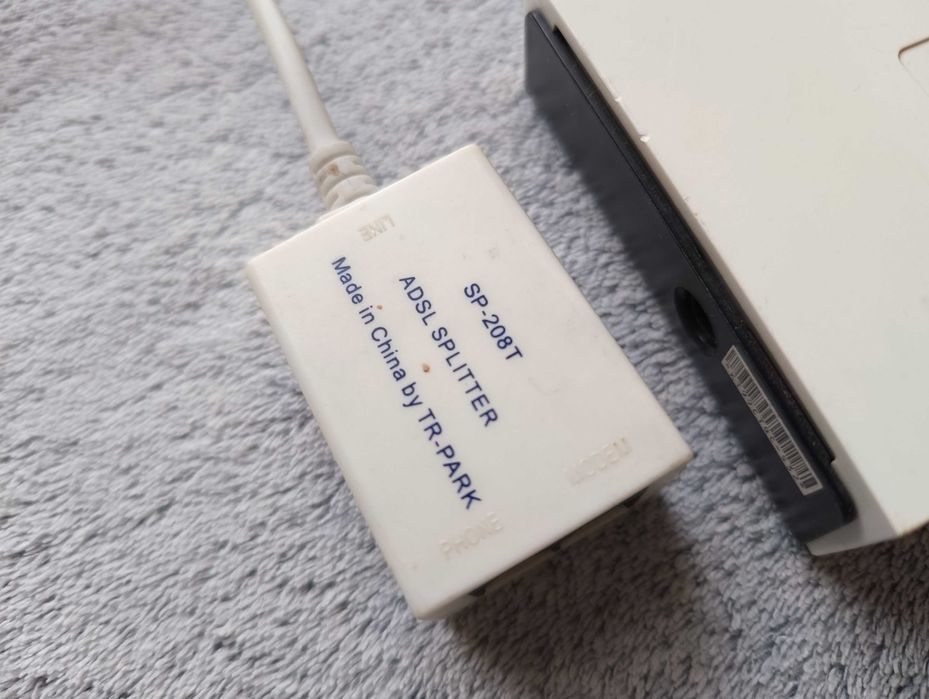 LINE
SP-208T
ADSL SPLITTER
Made in China by TR-PARK
MODEM
PHONE